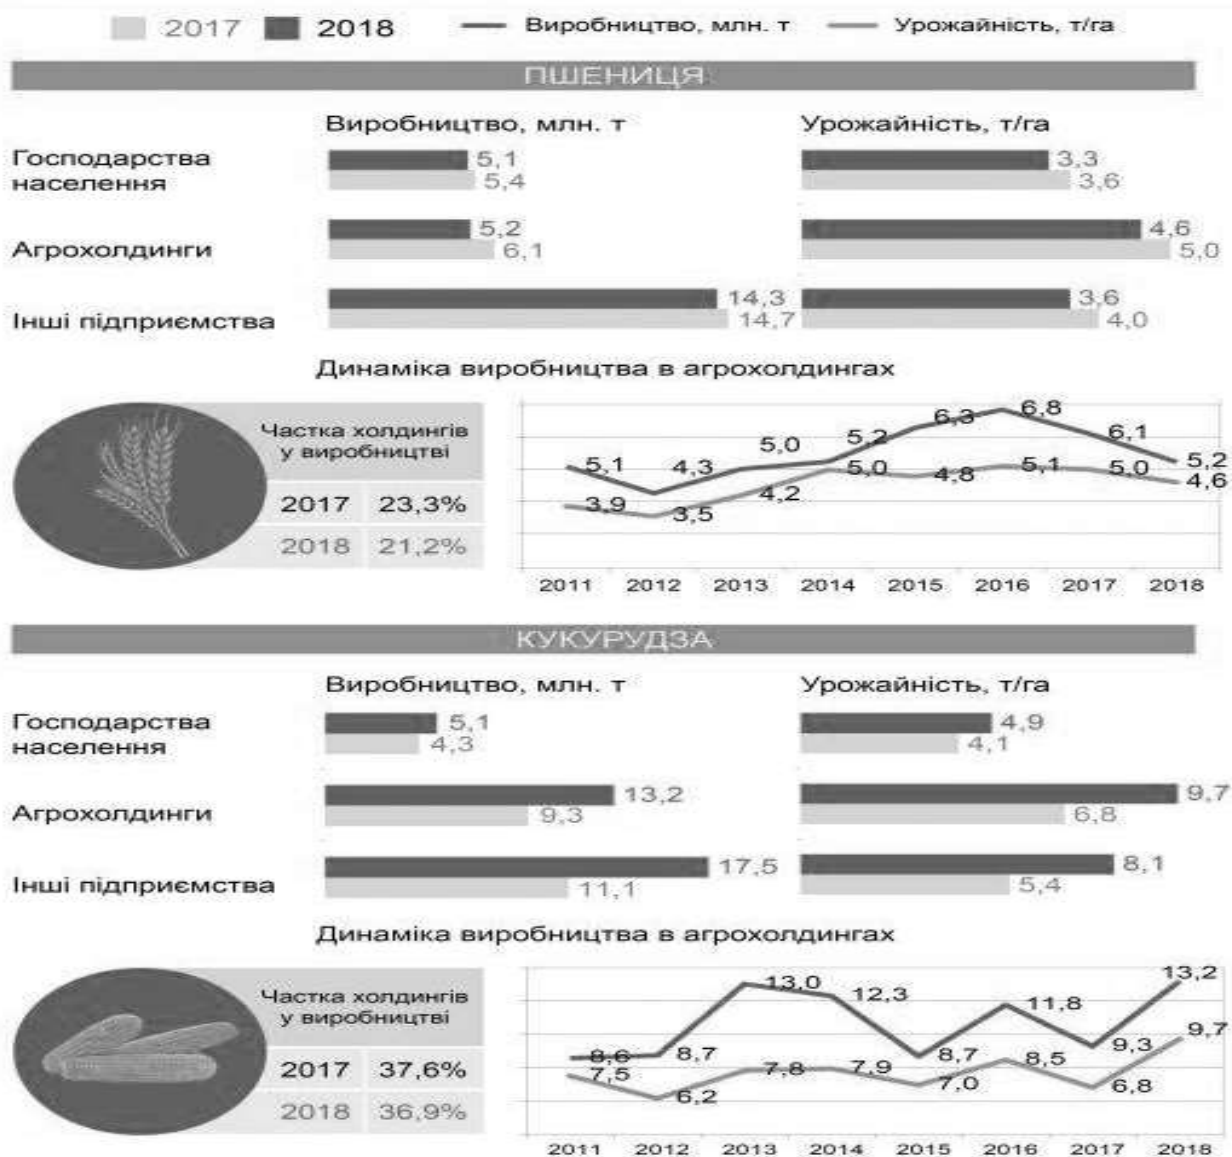 2017 2018 Виробництво, млн. т Урожайність, т/га
ПШЕНИЦЯ
Виробництво, млн. т Урожайність, т/га
Господарства
населення
5,1 3,3
5,4 3,6
Агрохолдинги
5,2 4,6
6,1 5,0
Інші підприємства
14,3 3,6
14,7 4,0
Динаміка виробництва в агрохолдингах
Частка холдингів
у виробництві
2017 23,3%
2018 21,2%
5,1 4,3 5,0 5,2 6,3 6,8 6,1 5,2
3,9 3,5 4,2 5,0 4,8 5,1 5,0 4,6
2011 2012 2013 2014 2015 2016 2017 2018
КУКУРУДЗА
Виробництво, млн. т Урожайність, т/га
Господарства
населення
5,1 4,9
4,3 4,1
Агрохолдинги
13,2 9,7
9,3 6,8
Інші підприємства
17,5 8,1
11,1 5,4
Динаміка виробництва в агрохолдингах
Частка холдингів
у виробництві
2017 37,6%
2018 36,9%
8,6 8,7 13,0 12,3 8,7 11,8 9,3 13,2
7,5 6,2 7,8 7,9 7,0 8,5 6,8 9,7
2011 2012 2013 2014 2015 2016 2017 2018